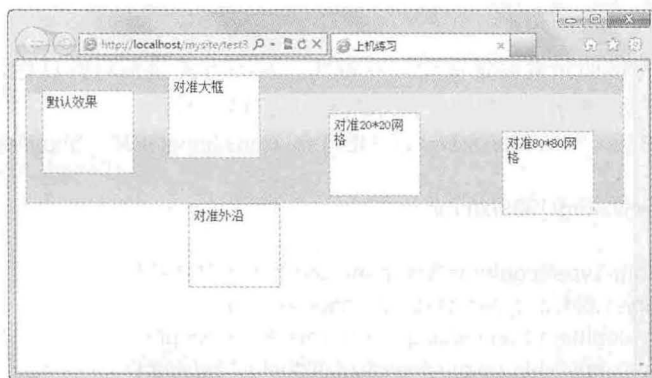 http://localhost/mysite/test3
上机练习
默认效果
对准大框
对准20*20网
格
对准80*80网
格
对准外沿